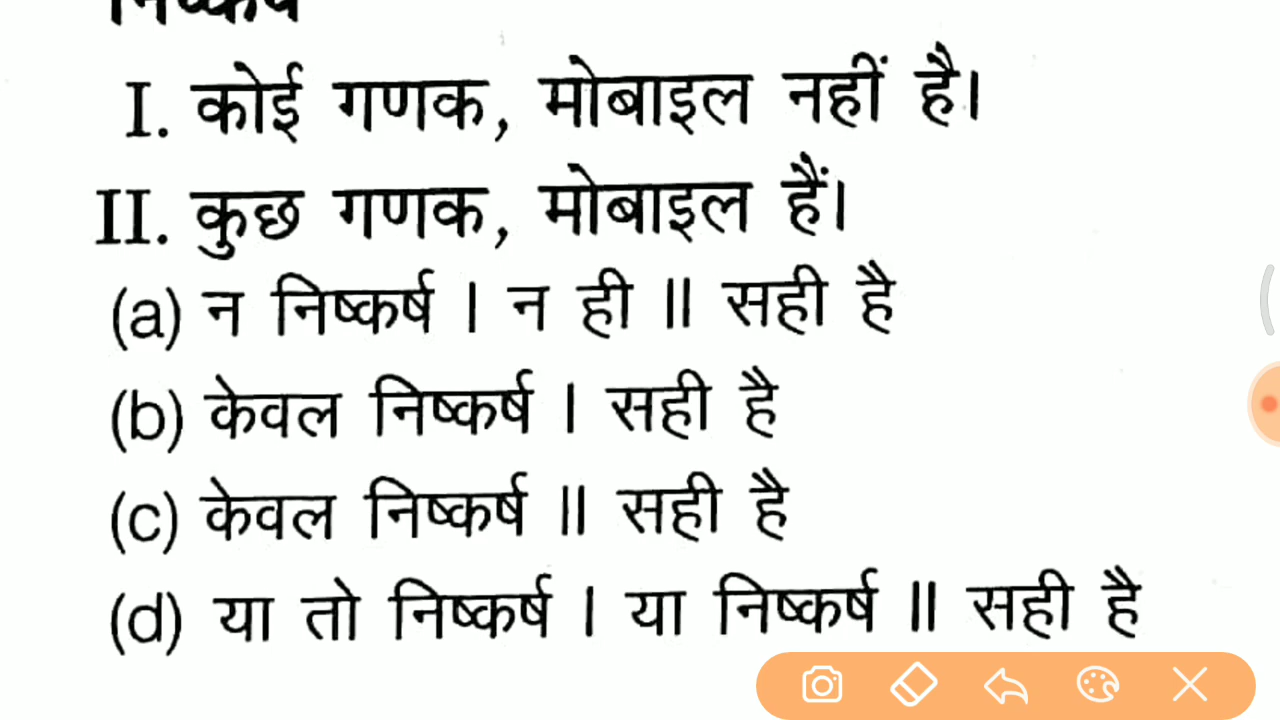 निष्कर्ष
I. कोई गणक, मोबाइल नहीं है।
II. कुछ गणक, मोबाइल हैं।
(a) न निष्कर्ष I न ही II सही है
(b) केवल निष्कर्ष I सही है
(c) केवल निष्कर्ष II सही है
(d) या तो निष्कर्ष I या निष्कर्ष II सही है